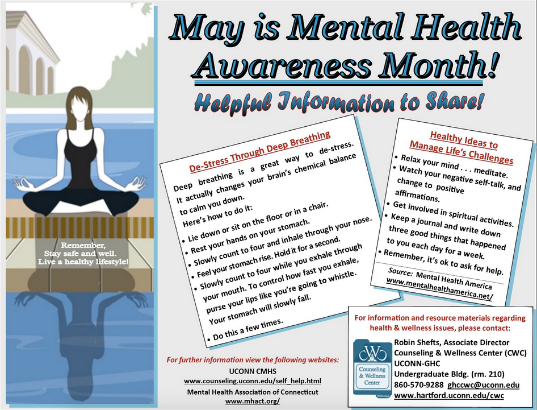 May is Mental Health
Awareness Month!
Helpful Information to Share!
De-Stress Through Deep Breathing
Deep breathing is a great way to de-stress.
It actually changes your brain's chemical balance
to calm you down.
Here's how to do it:
• Lie down or sit on the floor or in a chair.
• Rest your hands on your stomach.
• Slowly count to four and inhale through your nose.
• Feel your stomach rise. Hold it for a second.
• Slowly count to four while you exhale through
your mouth. To control how fast you exhale,
purse your lips like you're going to whistle.
Your stomach will slowly fall.
• Do this a few times.
Healthy Ideas to
Manage Life's Challenges
• Relax your mind . . . meditate.
• Watch your negative self-talk, and
change to positive
affirmations.
• Get involved in spiritual activities.
• Keep a journal and write down
three good things that happened
to you each day for a week.
• Remember, it's ok to ask for help.
Source: Mental Health America
www.mentalhealthamerica.net/
Remember,
Stay safe and well.
Live a healthy lifestyle!
For further information view the following websites:
UCONN CMHS
www.counseling.uconn.edu/self_help.html
Mental Health Association of Connecticut
www.mhact.org/
For information and resource materials regarding
health & wellness issues, please contact:
CW
Counseling
& Wellness
Center
Robin Shefts, Associate Director
Counseling & Wellness Center (CWC)
UCONN-GHC
Undergraduate Bldg. (rm. 210)
860-570-9288 ghccwc@uconn.edu
www.hartford.uconn.edu/cwc